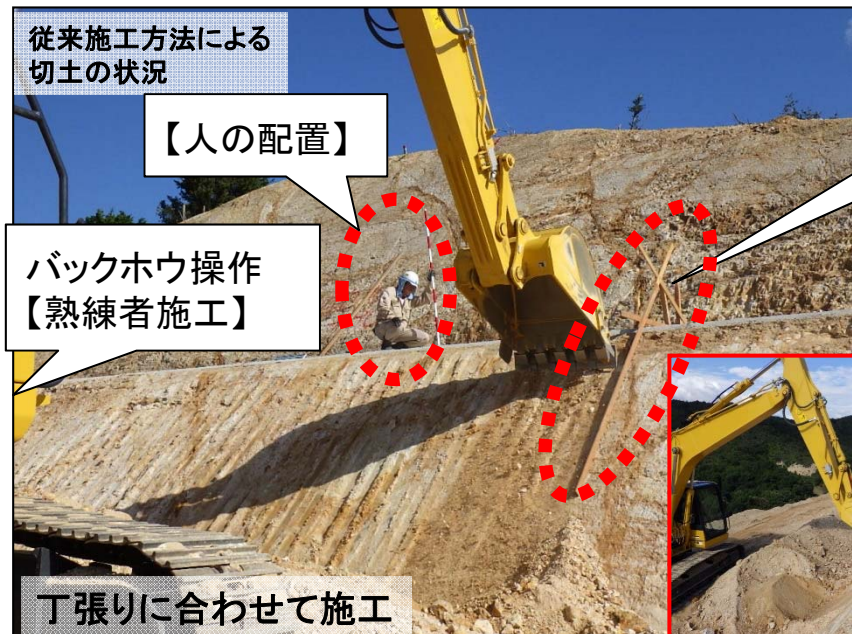 従来施工方法による
切土の状況
【人の配置】
バックホウ操作
【熟練者施工】
丁張りに合わせて施工